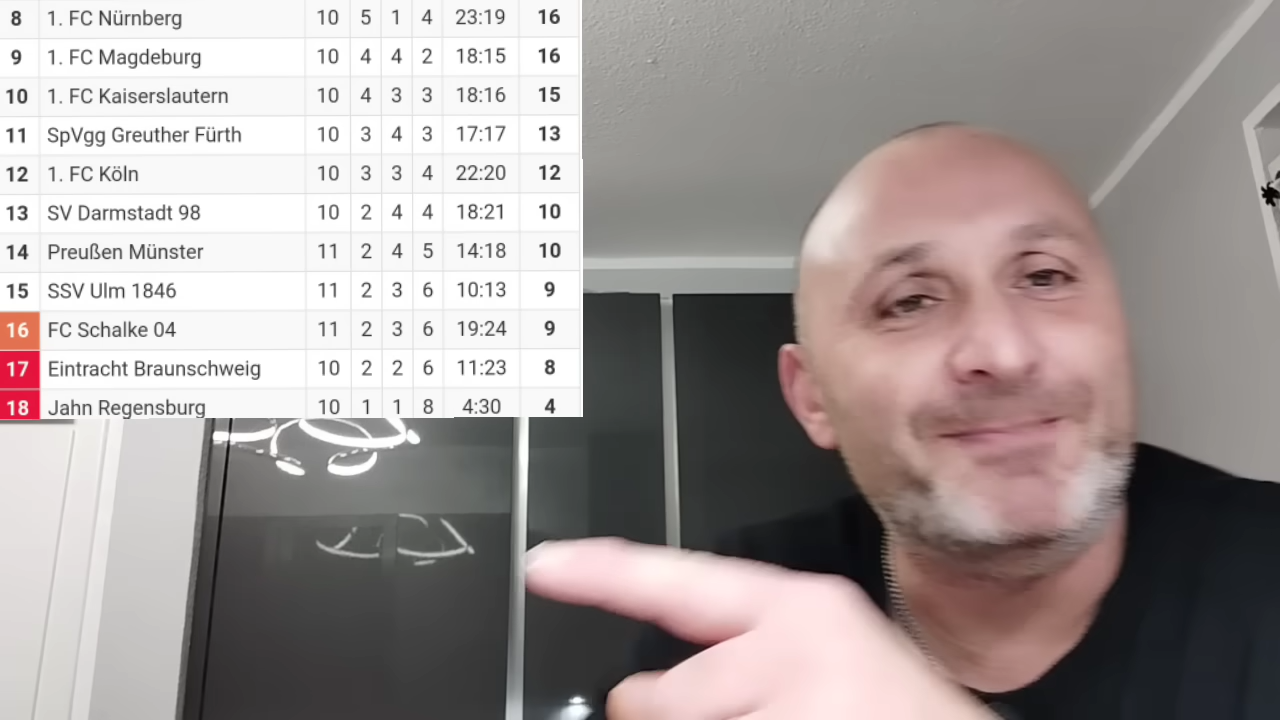 8 1. FC Nürnberg 10 5 1 4 23:19 16
9 1. FC Magdeburg 10 4 4 2 18:15 16
10 1. FC Kaiserslautern 10 4 3 3 18:16 15
11 SpVgg Greuther Fürth 10 3 4 3 17:17 13
12 1. FC Köln 10 3 3 4 22:20 12
13 SV Darmstadt 98 10 2 4 4 18:21 10
14 Preußen Münster 11 2 4 5 14:18 10
15 SSV Ulm 1846 11 2 3 6 10:13 9
16 FC Schalke 04 11 2 3 6 19:24 9
17 Eintracht Braunschweig 10 2 2 6 11:23 8
18 Jahn Regensburg 10 1 1 8 4:30 4